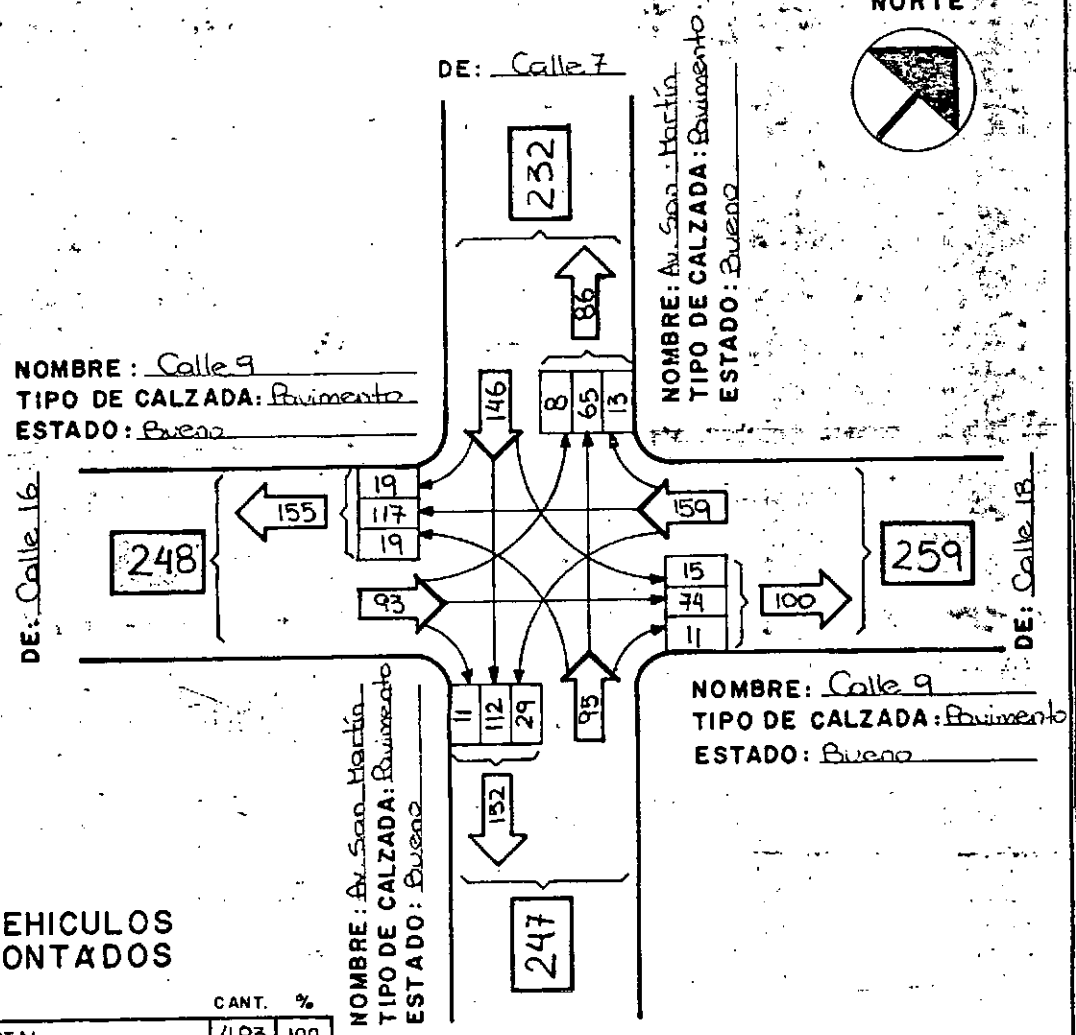 NORTE
DE: Calle 7
232
NOMBRE: Av. San Martín
TIPO DE CALZADA: Pavimento.
ESTADO: Bueno
86
8 65 13
146
NOMBRE: Calle 9
TIPO DE CALZADA: Pavimento
ESTADO: Bueno
DE: Calle 16
248
155
19
117
19
93
159
15
74
11
100
259
DE: Calle 18
11 112 29
95
152
247
NOMBRE: Av. San Martín
TIPO DE CALZADA: Pavimento
ESTADO: Bueno
NOMBRE: Calle 9
TIPO DE CALZADA: Pavimento
ESTADO: Bueno
EHICULOS
ONTADOS
CANT. %
493 100